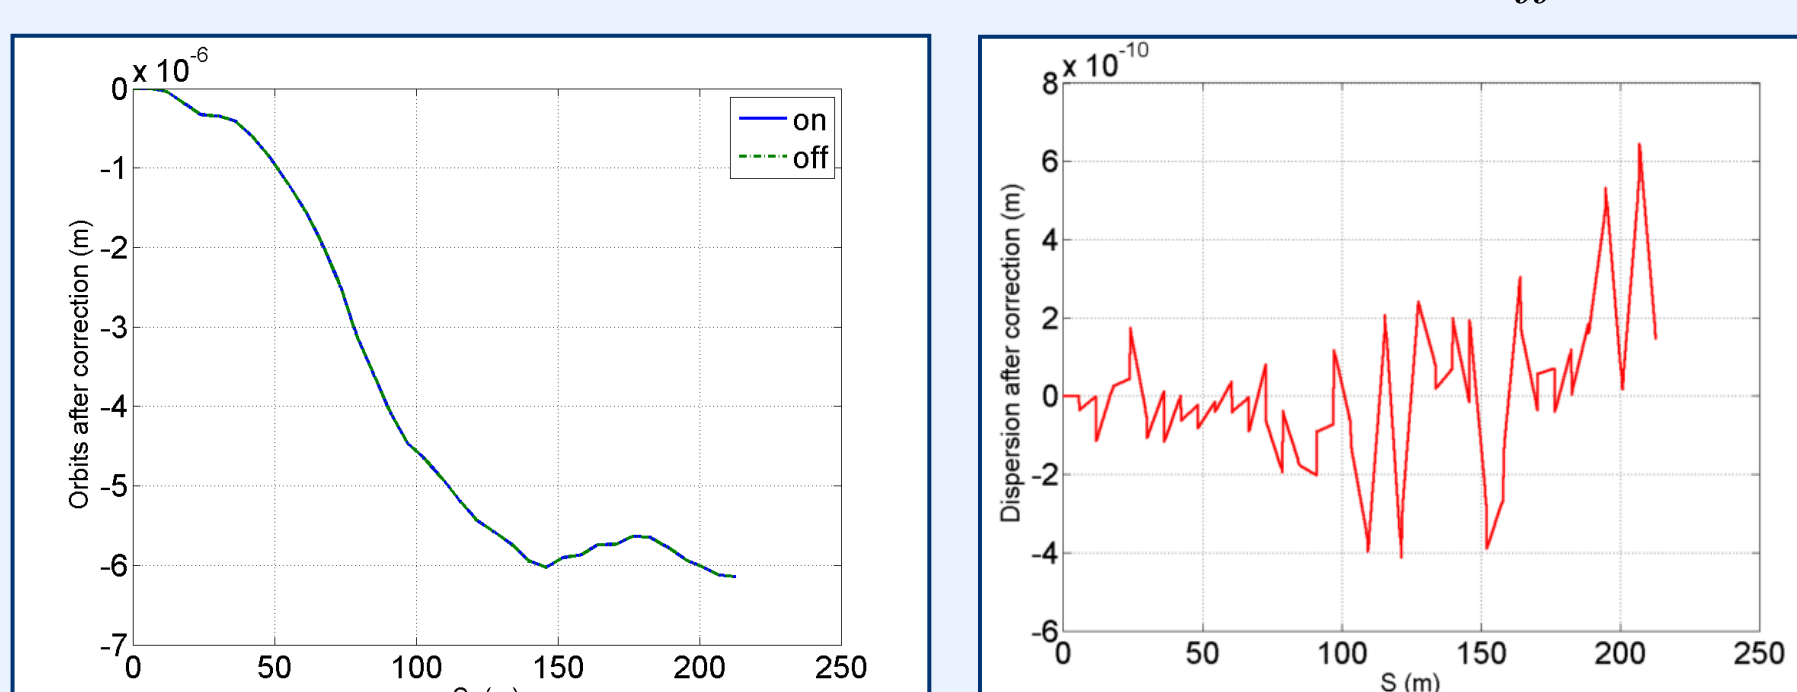 x 10^-6
0
-1
-2
-3
-4
-5
-6
-7
0 50 100 150 200 250
Orbits after correction (m)
on
off
x 10^-10
8
6
4
2
0
-2
-4
-6
0 50 100 150 200 250
Dispersion after correction (m)
S (m)